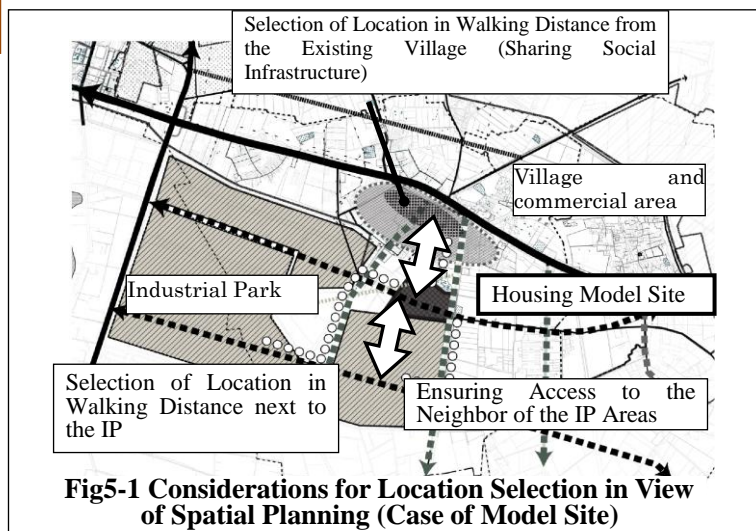 Selection of Location in Walking Distance from
the Existing Village (Sharing Social
Infrastructure)
Village and
commercial area
Industrial Park
Housing Model Site
Selection of Location in
Walking Distance next to
the IP
Ensuring Access to the
Neighbor of the IP Areas
Fig5-1 Considerations for Location Selection in View
of Spatial Planning (Case of Model Site)